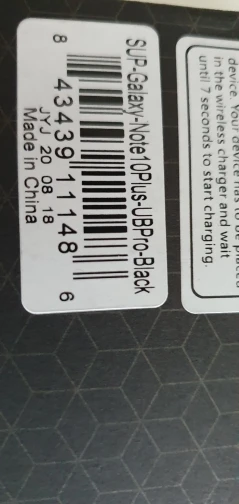 SUP-Galaxy-Note10Plus-UBPro-Black
8 43439 11148 6
JYJ 20 08 18
Made in China
device. Your device has to be placed
in the wireless charger and wait
until 7 seconds to start charging.